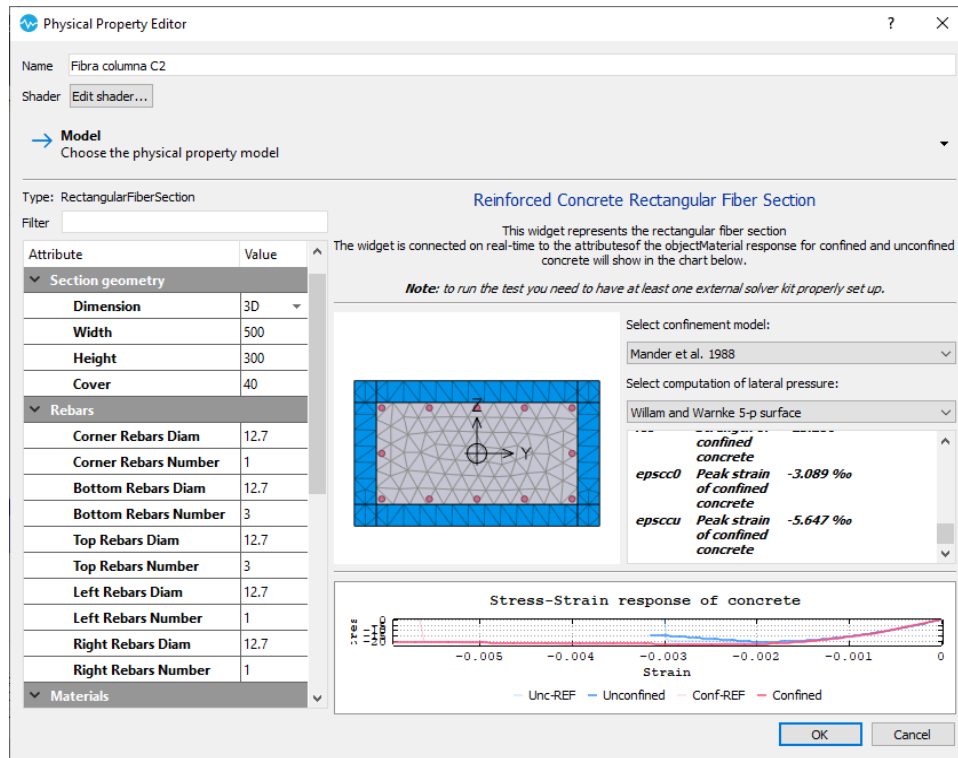 Physical Property Editor
?
Name Fibra columna C2
Shader Edit shader...
Model
Choose the physical property model
Type: RectangularFiberSection
Filter
Attribute Value
Section geometry
Dimension 3D
Width 500
Height 300
Cover 40
Rebars
Corner Rebars Diam 12.7
Corner Rebars Number 1
Bottom Rebars Diam 12.7
Bottom Rebars Number 3
Top Rebars Diam 12.7
Top Rebars Number 3
Left Rebars Diam 12.7
Left Rebars Number 1
Right Rebars Diam 12.7
Right Rebars Number 1
Materials
Reinforced Concrete Rectangular Fiber Section
This widget represents the rectangular fiber section
The widget is connected on real-time to the attributesof the objectMaterial response for confined and unconfined
concrete will show in the chart below.
Note: to run the test you need to have at least one external solver kit properly set up.
Z
Y
Select confinement model:
Mander et al. 1988
Select computation of lateral pressure:
Willam and Warnke 5-p surface
confined
concrete
epscc0 Peak strain -3.089 ‰
of confined
concrete
epsccu Peak strain -5.647 ‰
of confined
concrete
Stress-Strain response of concrete
0
-20
-0.005 -0.004 -0.003 -0.002 -0.001 0
Strain
Unc-REF Unconfined Conf-REF Confined
OK Cancel